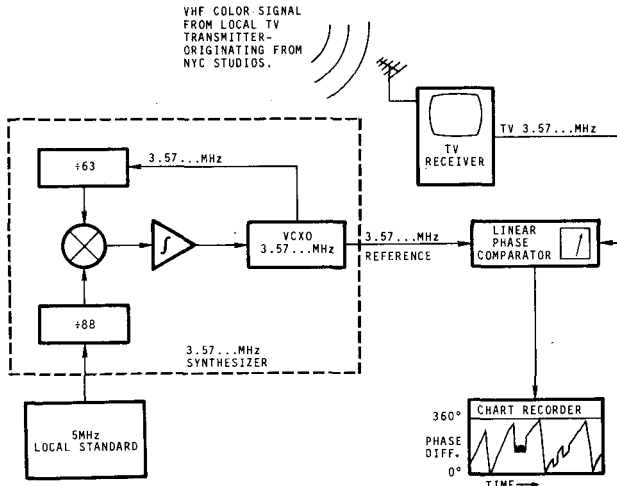 VHF COLOR SIGNAL
FROM LOCAL TV
TRANSMITTER-
ORIGINATING FROM
NYC STUDIOS.
TV
RECEIVER
TV 3.57...MHz
÷63
3.57...MHz
∫
VCXO
3.57...MHz
3.57...MHz
REFERENCE
LINEAR
PHASE
COMPARATOR
÷88
3.57...MHz
SYNTHESIZER
5MHz
LOCAL STANDARD
360°
CHART RECORDER
PHASE
DIFF.
0°
TIME